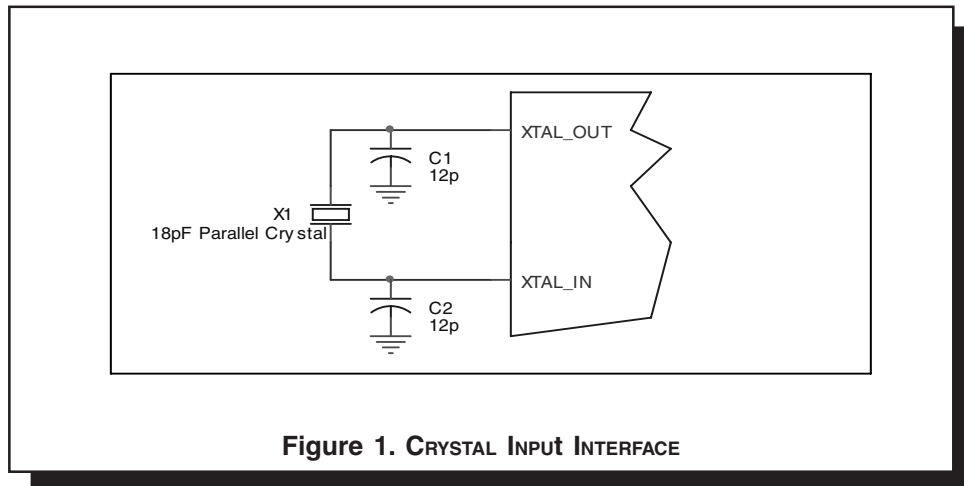 XTAL_OUT
C1
12p
X1
18pF Parallel Crystal
XTAL_IN
C2
12p
Figure 1. CRYSTAL INPUT INTERFACE